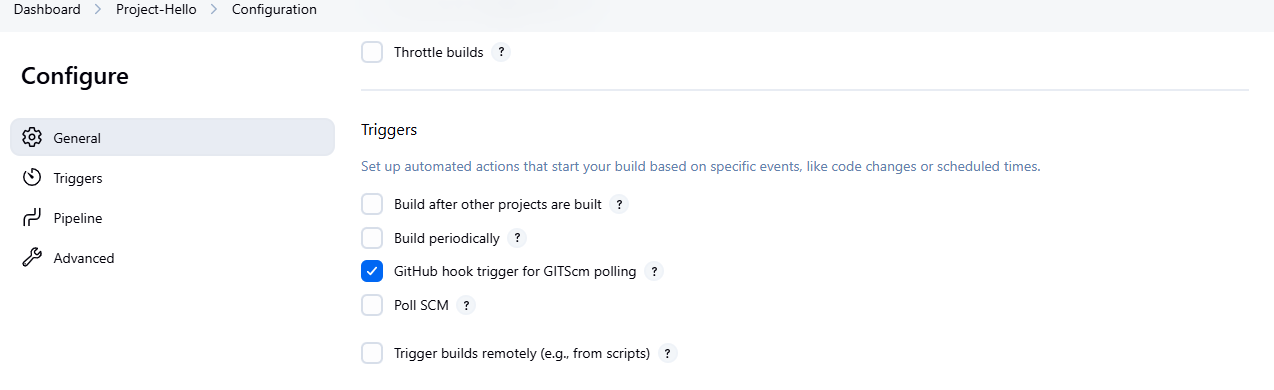 Dashboard > Project-Hello > Configuration
Configure
General
Triggers
Pipeline
Advanced
Throttle builds ?
Triggers
Set up automated actions that start your build based on specific events, like code changes or scheduled times.
Build after other projects are built ?
Build periodically ?
GitHub hook trigger for GITScm polling ?
Poll SCM ?
Trigger builds remotely (e.g., from scripts) ?